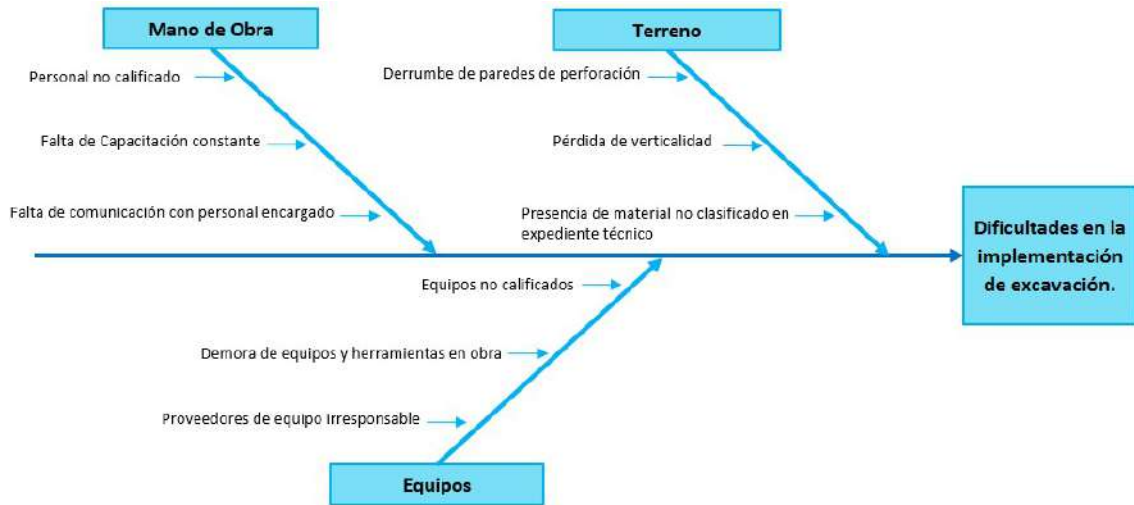 Mano de Obra
Terreno
Personal no calificado
Derrumbe de paredes de perforación
Falta de Capacitación constante
Pérdida de verticalidad
Falta de comunicación con personal encargado
Presencia de material no clasificado en
expediente técnico
Dificultades en la
implementación
de excavación.
Equipos no calificados
Demora de equipos y herramientas en obra
Proveedores de equipo Irresponsable
Equipos